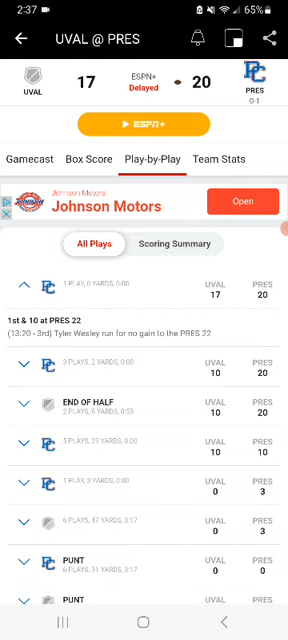 2:37
65%
UVAL @ PRES
UVAL
17
ESPN+
Delayed
20
PC
PRES
0-1
ESPN+
Gamecast
Box Score
Play-by-Play
Team Stats
Johnson Motors
Johnson Motors
Open
All Plays
Scoring Summary
1 PLAY, 0 YARDS, 0:00
UVAL
17
PRES
20
1st & 10 at PRES 22
(13:20 - 3rd) Tyler Wesley run for no gain to the PRES 22
3 PLAYS, 2 YARDS, 0:00
UVAL
10
PRES
20
END OF HALF
2 PLAYS, 6 YARDS, 0:53
UVAL
10
PRES
20
5 PLAYS, 29 YARDS, 0:00
UVAL
10
PRES
10
1 PLAY, 3 YARDS, 0:00
UVAL
0
PRES
3
6 PLAYS, 47 YARDS, 3:17
UVAL
0
PRES
3
PUNT
6 PLAYS, 31 YARDS, 3:17
UVAL
0
PRES
0
PUNT
UVAL
PRES